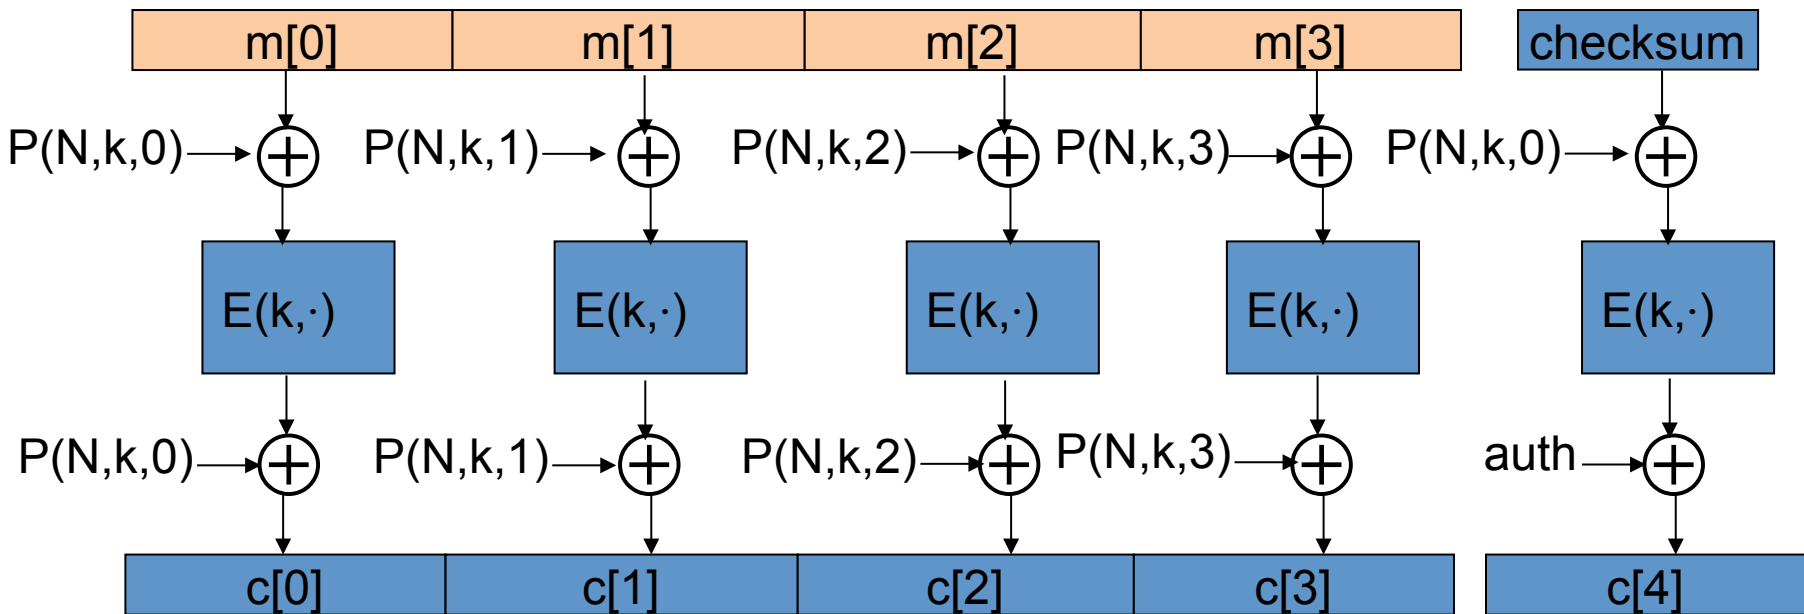 m[0] m[1] m[2] m[3] checksum
P(N,k,0) P(N,k,1) P(N,k,2) P(N,k,3) P(N,k,0)
E(k,·) E(k,·) E(k,·) E(k,·) E(k,·)
P(N,k,0) P(N,k,1) P(N,k,2) P(N,k,3) auth
c[0] c[1] c[2] c[3] c[4]